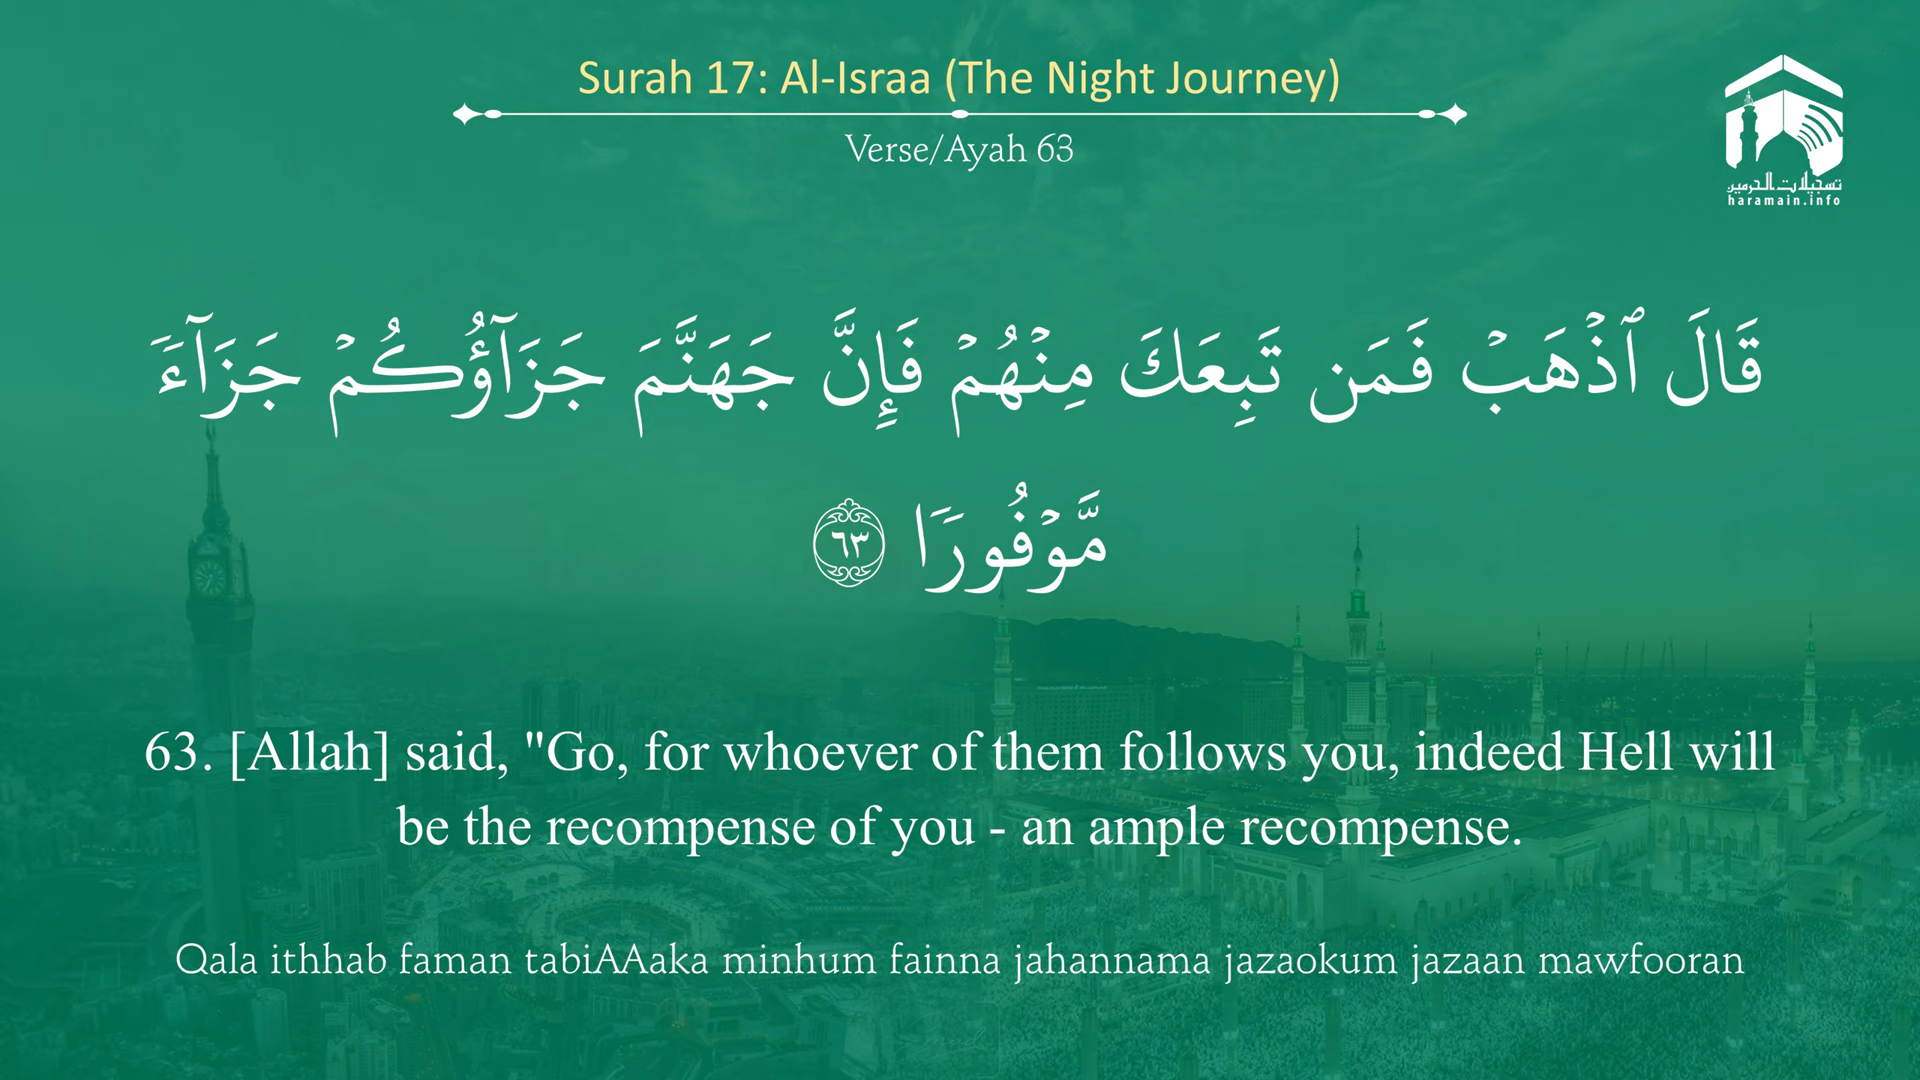 Surah 17: Al-Israa (The Night Journey)
Verse/Ayah 63
تسجيلات الحرمين
haramain.info
قَالَ ٱذْهَبْ فَمَن تَبِعَكَ مِنْهُمْ فَإِنَّ جَهَنَّمَ جَزَآؤُكُمْ جَزَآءً
مَّوْفُورًا ٦٣
63. [Allah] said, "Go, for whoever of them follows you, indeed Hell will
be the recompense of you - an ample recompense.
Qala ithhab faman tabiAAaka minhum fainna jahannama jazaokum jazaan mawfooran